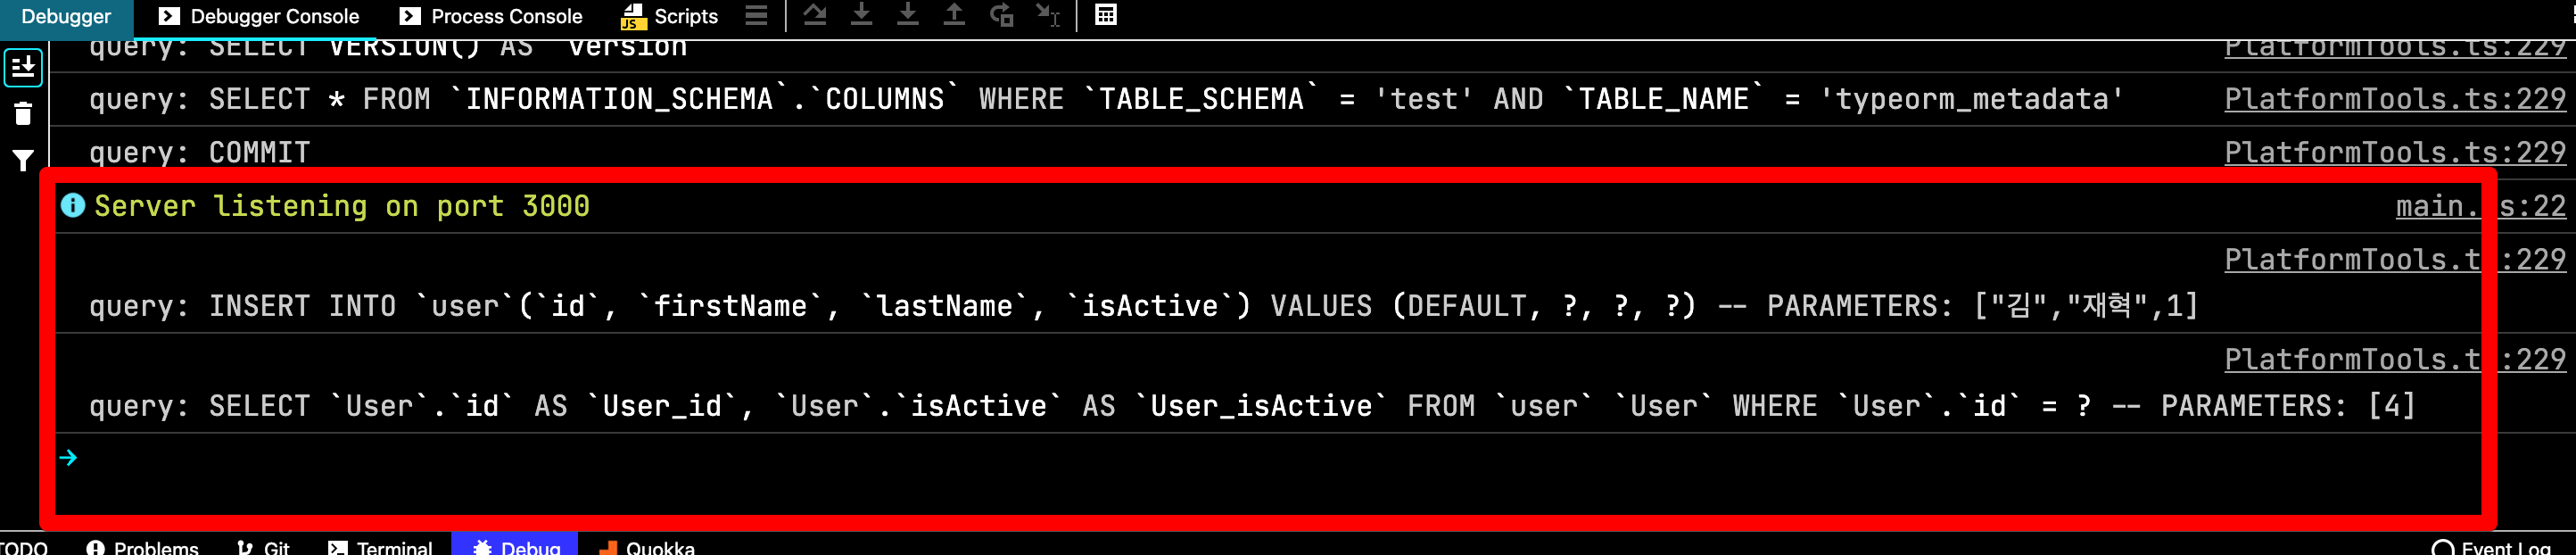 Debugger Debugger Console Process Console JS Scripts
query: SELECT VERSION() AS `version` PlatformTools.ts:229
query: SELECT * FROM `INFORMATION_SCHEMA`.`COLUMNS` WHERE `TABLE_SCHEMA` = 'test' AND `TABLE_NAME` = 'typeorm_metadata' PlatformTools.ts:229
query: COMMIT PlatformTools.ts:229
Server listening on port 3000 main.ts:22
PlatformTools.ts:229
query: INSERT INTO `user`(`id`, `firstName`, `lastName`, `isActive`) VALUES (DEFAULT, ?, ?, ?) -- PARAMETERS: ["김","재혁",1]
PlatformTools.ts:229
query: SELECT `User`.`id` AS `User_id`, `User`.`isActive` AS `User_isActive` FROM `user` `User` WHERE `User`.`id` = ? -- PARAMETERS: [4]
TODO Problems Git Terminal Debug Quokka Event Log